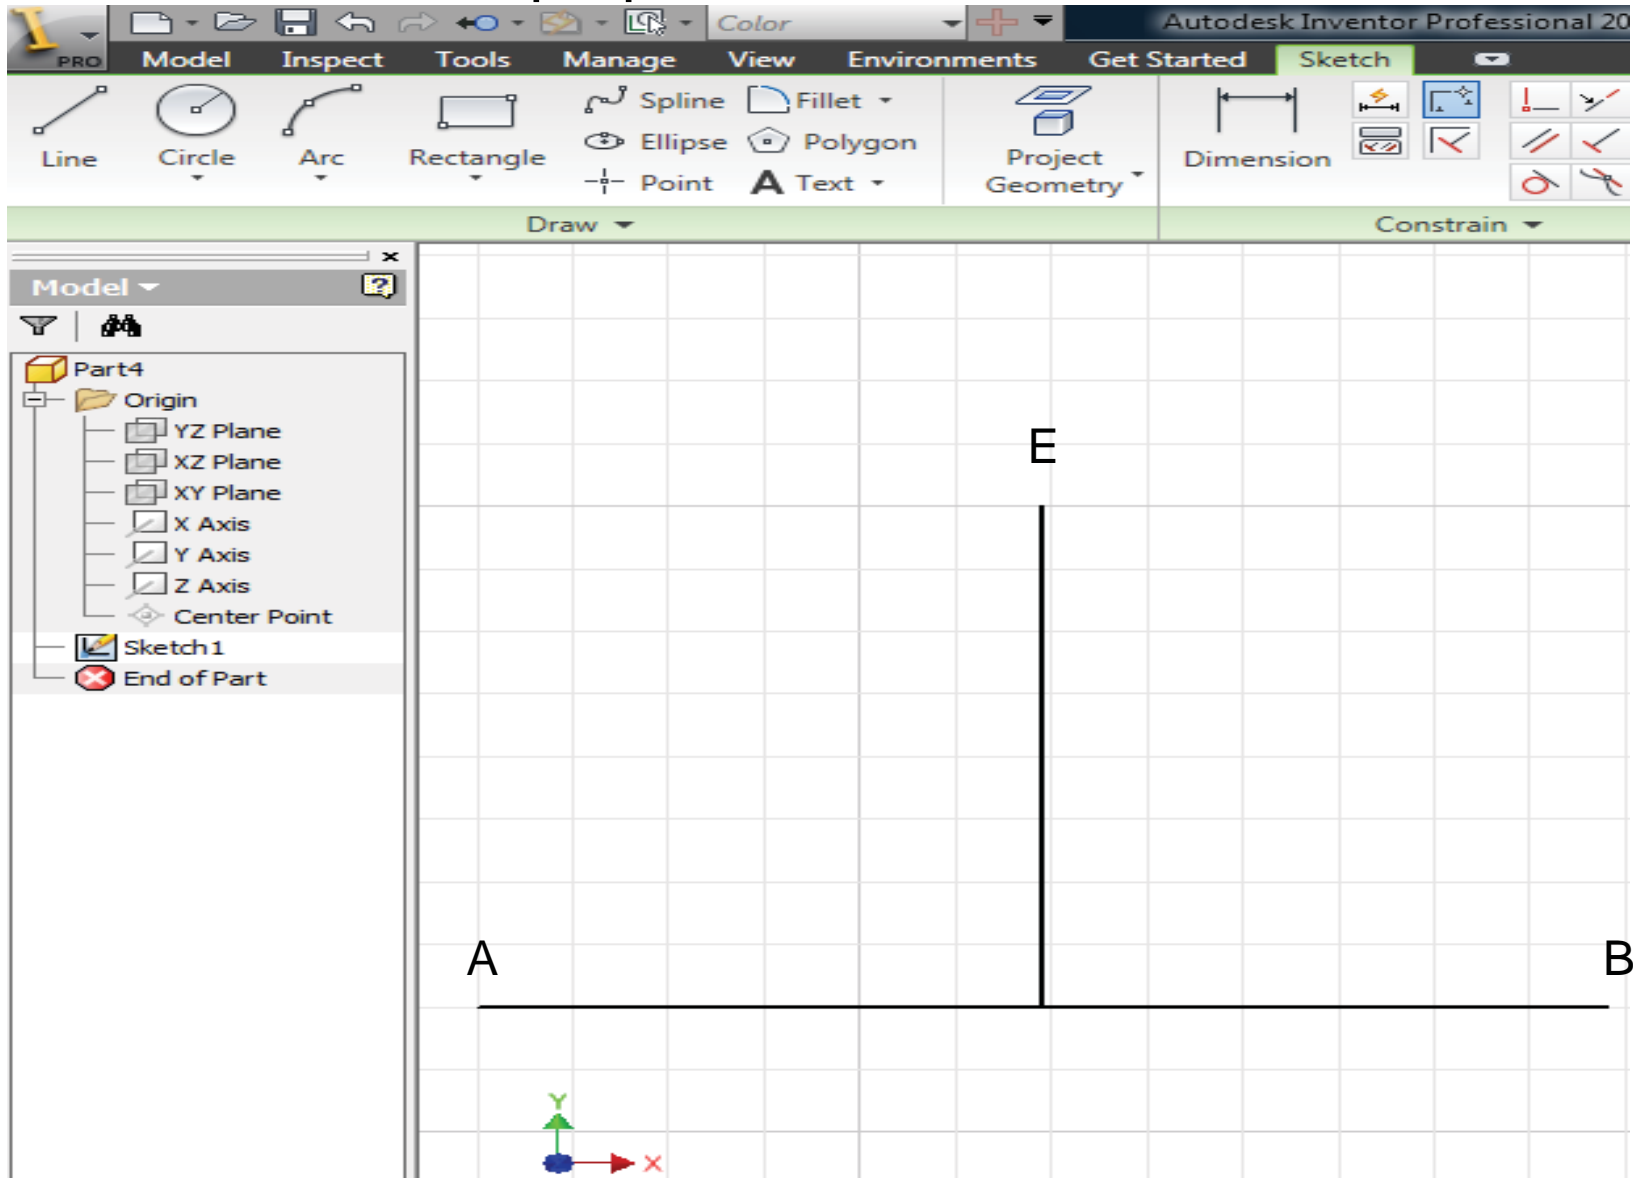 Color
Autodesk Inventor Professional 20
PRO
Model Inspect Tools Manage View Environments Get Started Sketch
Line Circle Arc Rectangle
Spline Fillet
Ellipse Polygon
Point A Text
Project Geometry
Dimension
Draw
Constrain
Model
Part4
Origin
YZ Plane
XZ Plane
XY Plane
X Axis
Y Axis
Z Axis
Center Point
Sketch1
End of Part
E
A
B
Y
X